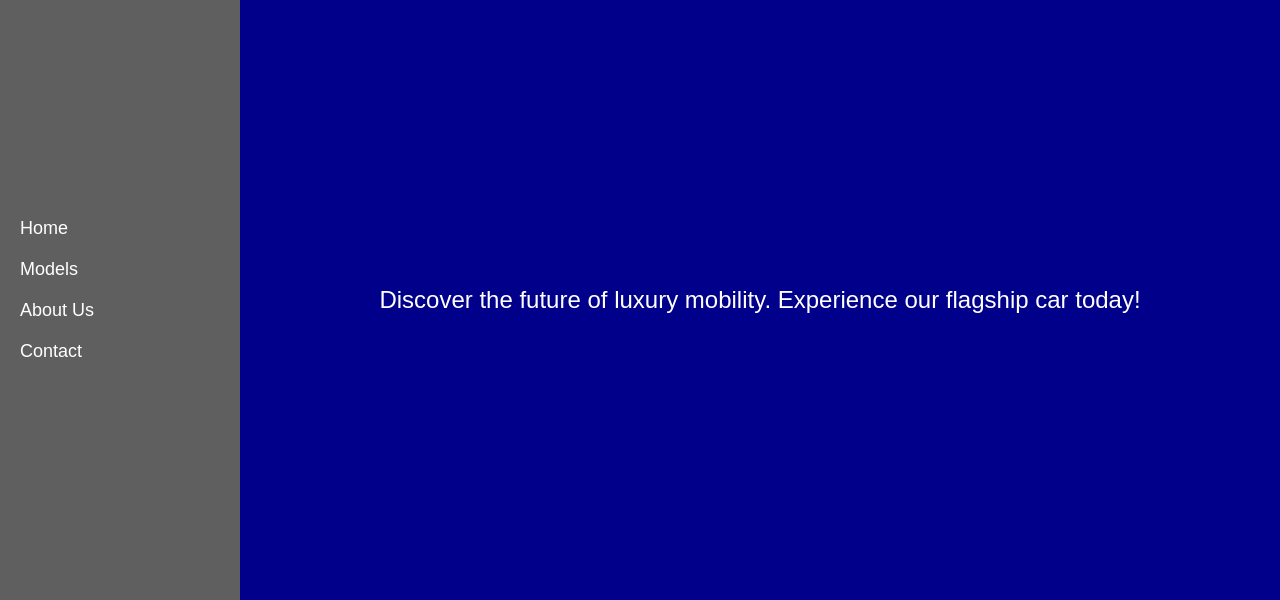 Home
Models
About Us
Contact
Discover the future of luxury mobility. Experience our flagship car today!